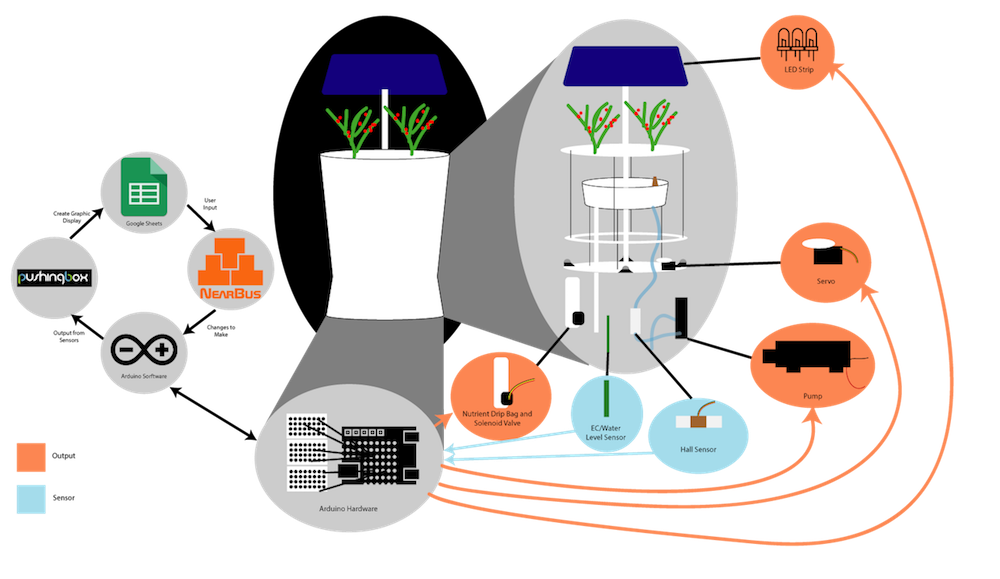 LED Strip
Create Graphic
Display
Google Sheets
User
Input
pushingbox
NEARBUS
Servo
Output from
Sensors
Changes to
Make
Arduino Sorftware
Pump
Nutrient Drip Bag and
Solenoid Valve
EC/Water
Level Sensor
Hall Sensor
Output
Sensor
Arduino Hardware